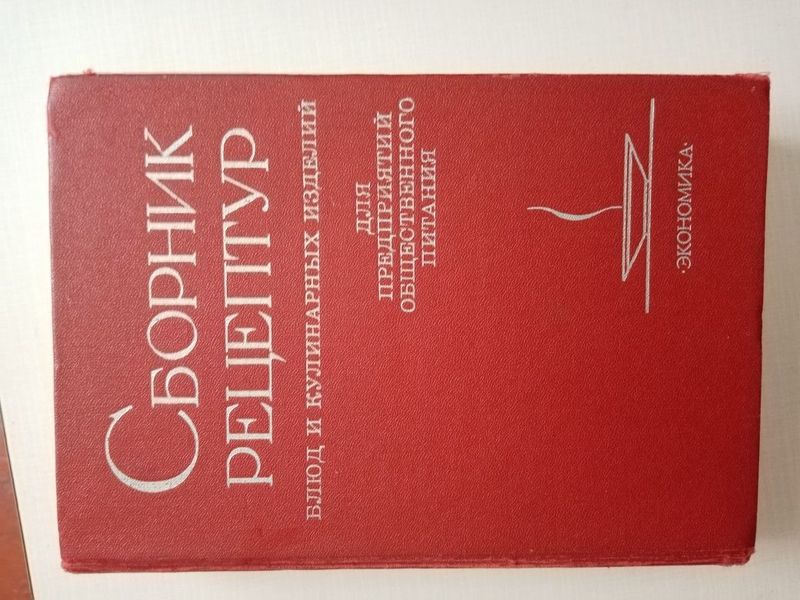 СБОРНИК
РЕЦЕПТУР
БЛЮД И КУЛИНАРНЫХ ИЗДЕЛИЙ
ДЛЯ
ПРЕДПРИЯТИЙ
ОБЩЕСТВЕННОГО
ПИТАНИЯ
·ЭКОНОМИКА·